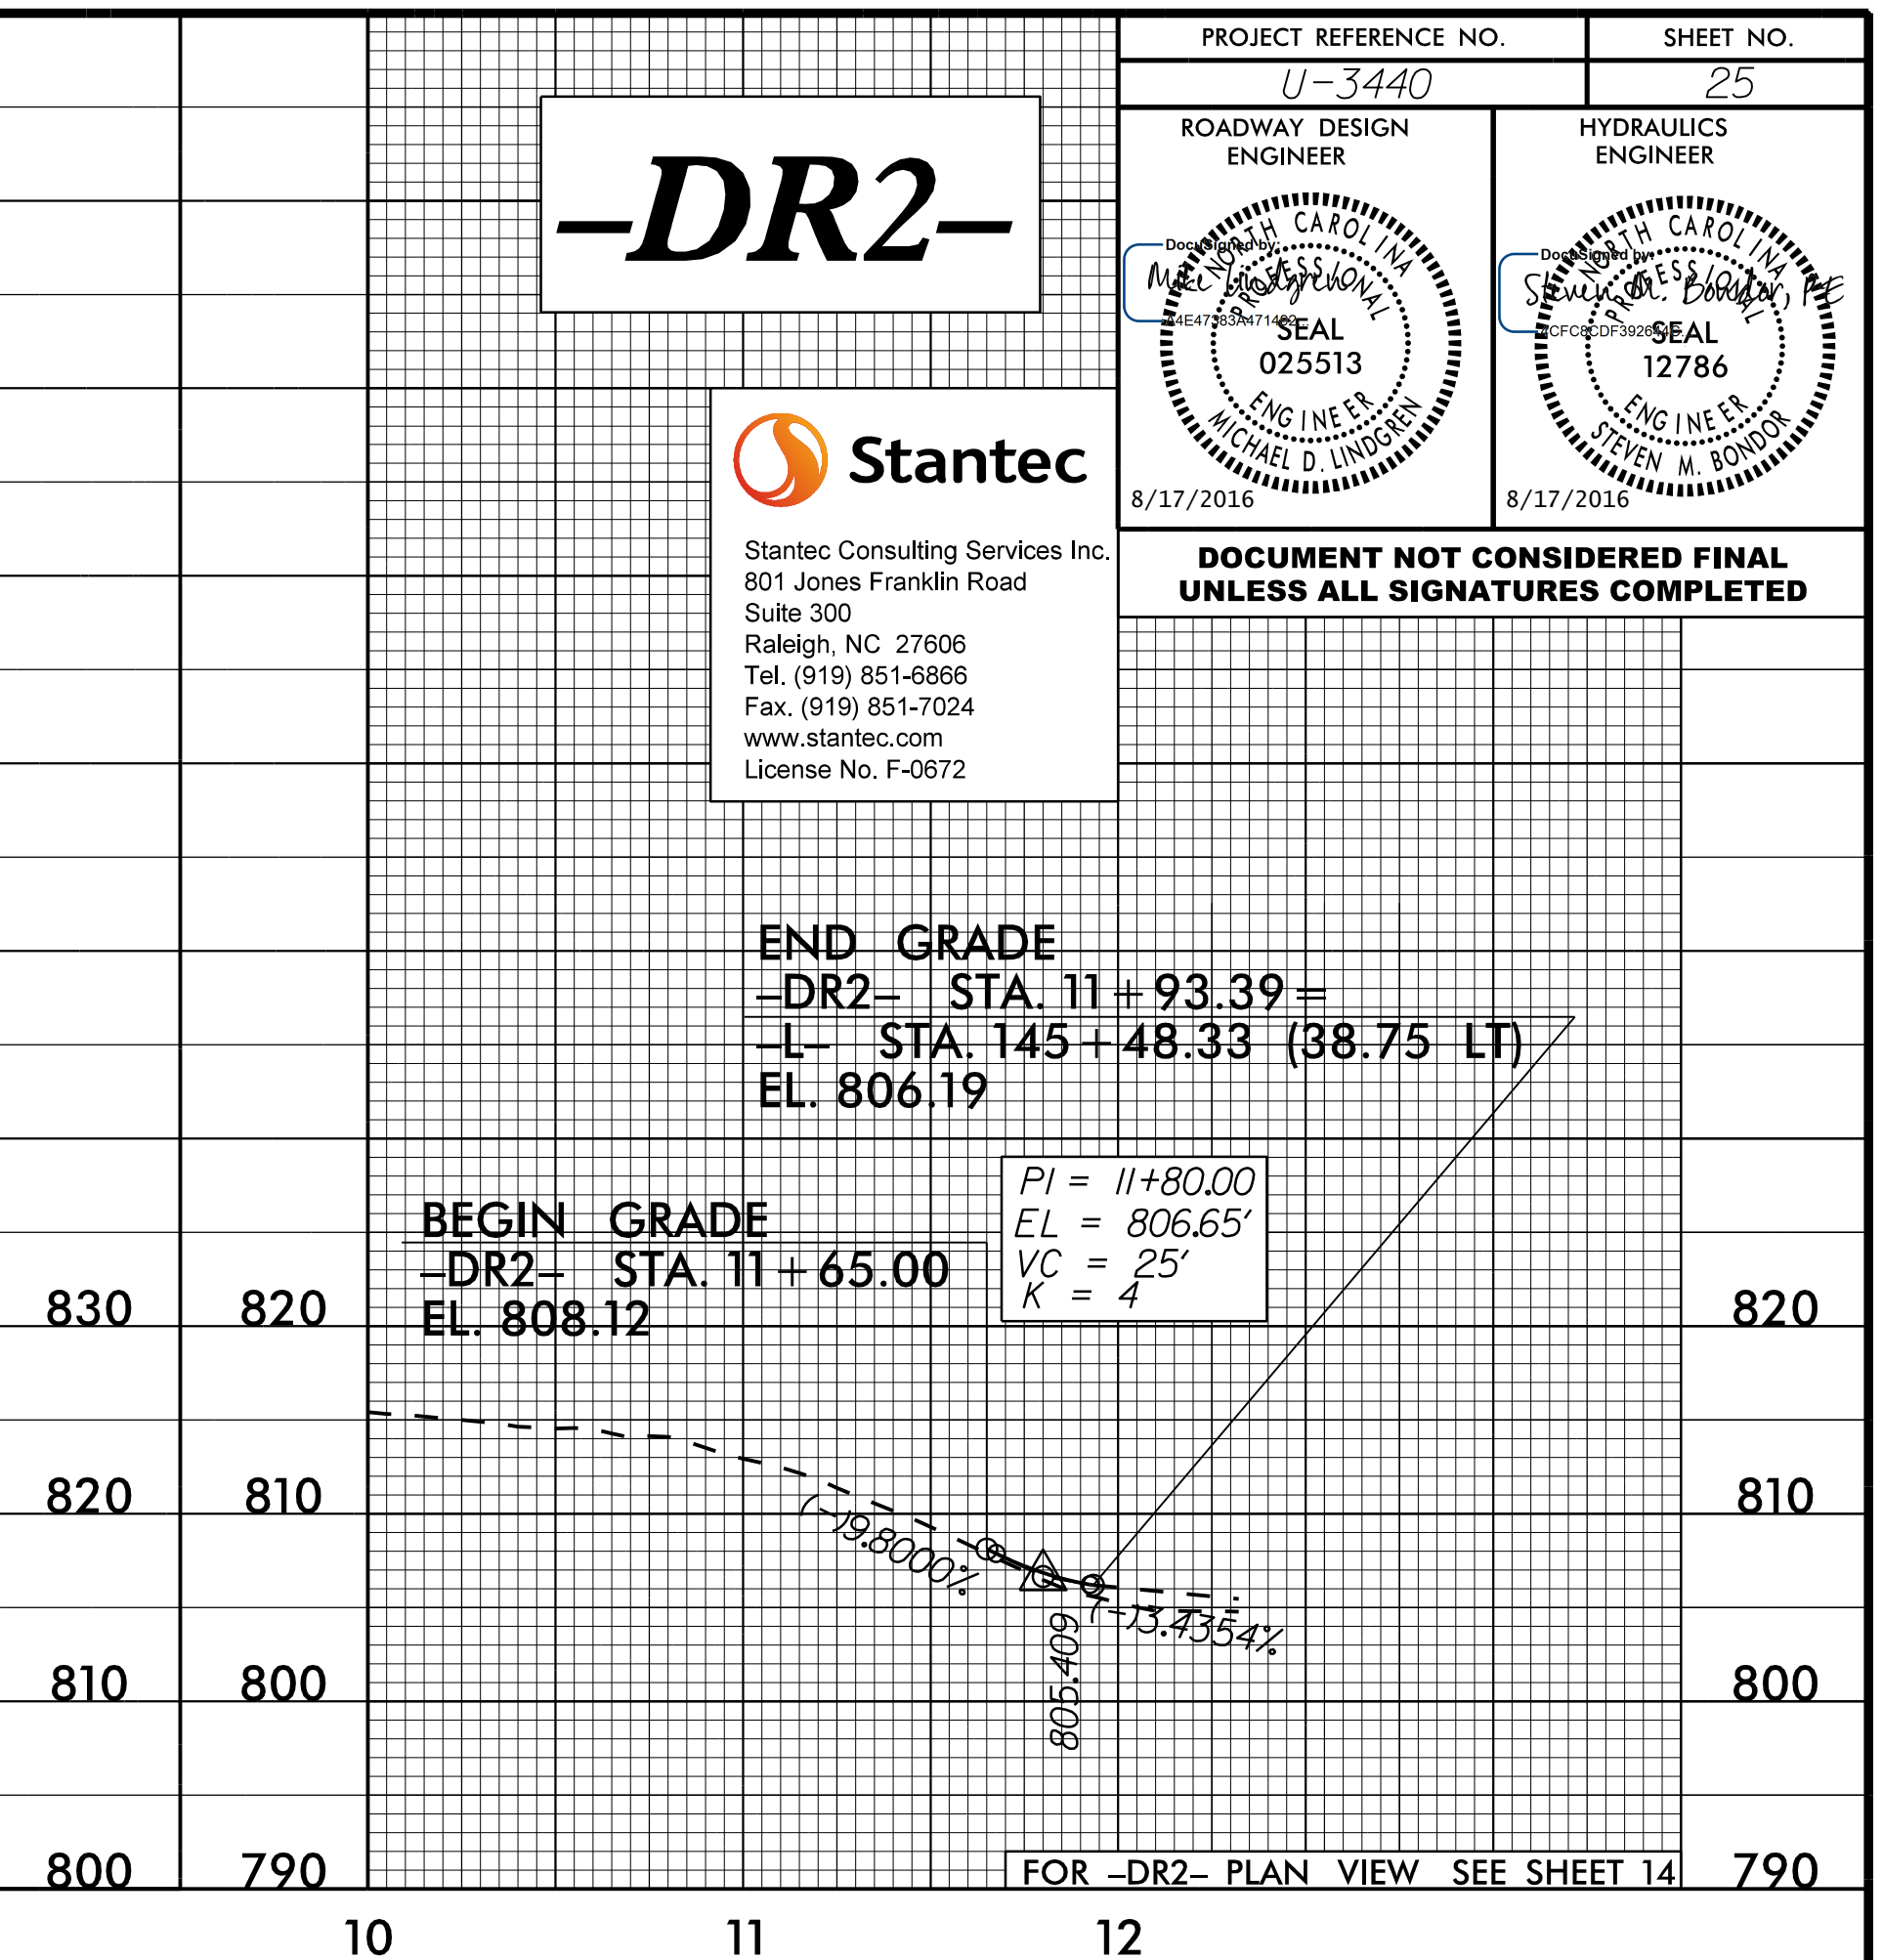 PROJECT REFERENCE NO.
SHEET NO.
U-3440
25
ROADWAY DESIGN
ENGINEER
HYDRAULICS
ENGINEER
NORTH CAROLINA
PROFESSIONAL
DocuSigned by:
Mike Lindgren
SEAL
025513
ENGINEER
MICHAEL D. LINDGREN
8/17/2016
NORTH CAROLINA
PROFESSIONAL
DocuSigned by:
Steven M. Bondor, PE
SEAL
12786
ENGINEER
STEVEN M. BONDOR
8/17/2016
DOCUMENT NOT CONSIDERED FINAL
UNLESS ALL SIGNATURES COMPLETED
–DR2–
Stantec
Stantec Consulting Services Inc.
801 Jones Franklin Road
Suite 300
Raleigh, NC 27606
Tel. (919) 851-6866
Fax. (919) 851-7024
www.stantec.com
License No. F-0672
END GRADE
–DR2– STA. 11+93.39 =
–L– STA. 145+48.33 (38.75 LT)
EL. 806.19
BEGIN GRADE
–DR2– STA. 11+65.00
EL. 808.12
PI = 11+80.00
EL = 806.65'
VC = 25'
K = 4
830 820 820
820 810 810
(-)9.8000%
(-)3.4354%
805.409
810 800 800
800 790 790
FOR –DR2– PLAN VIEW SEE SHEET 14
10 11 12